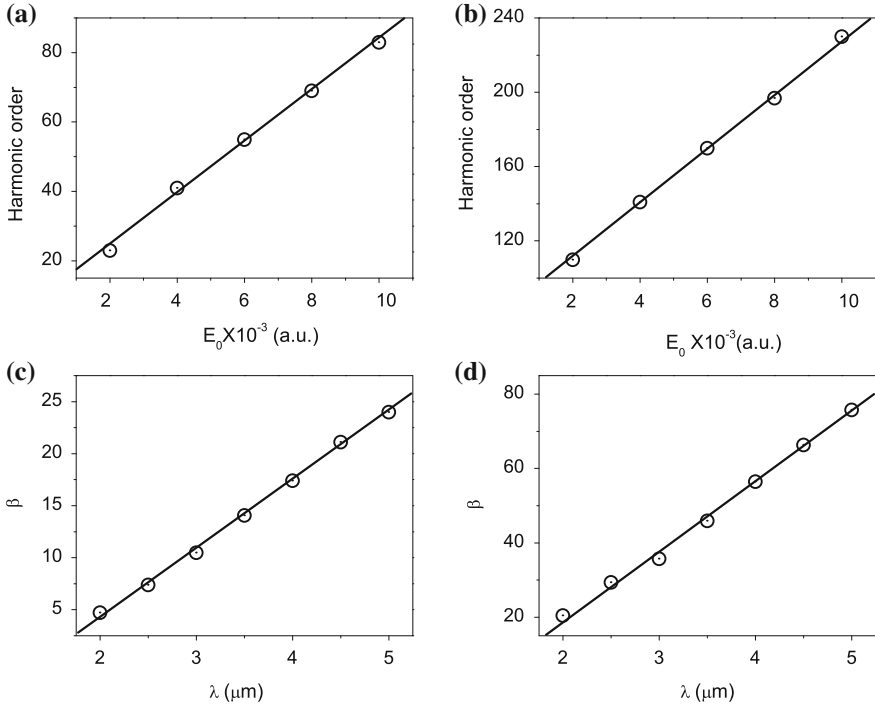 (a)
80
60
40
20
Harmonic order
2 4 6 8 10
E₀X10⁻³ (a.u.)
(b)
240
200
160
120
Harmonic order
2 4 6 8 10
E₀ X10⁻³(a.u.)
(c)
25
20
15
10
5
β
2 3 4 5
λ (μm)
(d)
80
60
40
20
β
2 3 4 5
λ (μm)